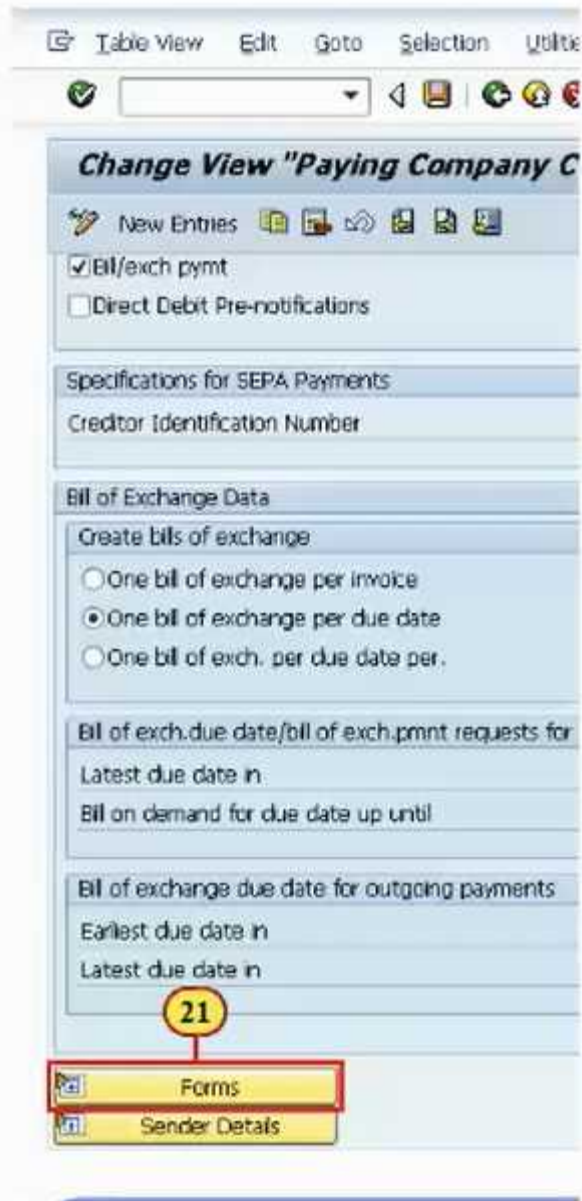 Table View Edit Goto Selection Utilitie
Change View "Paying Company C
New Entries
Bill/exch pymt
Direct Debit Pre-notifications
Specifications for SEPA Payments
Creditor Identification Number
Bill of Exchange Data
Create bills of exchange
One bill of exchange per invoice
One bill of exchange per due date
One bill of exch. per due date per.
Bill of exch.due date/bill of exch.pmnt requests for
Latest due date in
Bill on demand for due date up until
Bill of exchange due date for outgoing payments
Earliest due date in
Latest due date in
21
Forms
Sender Details